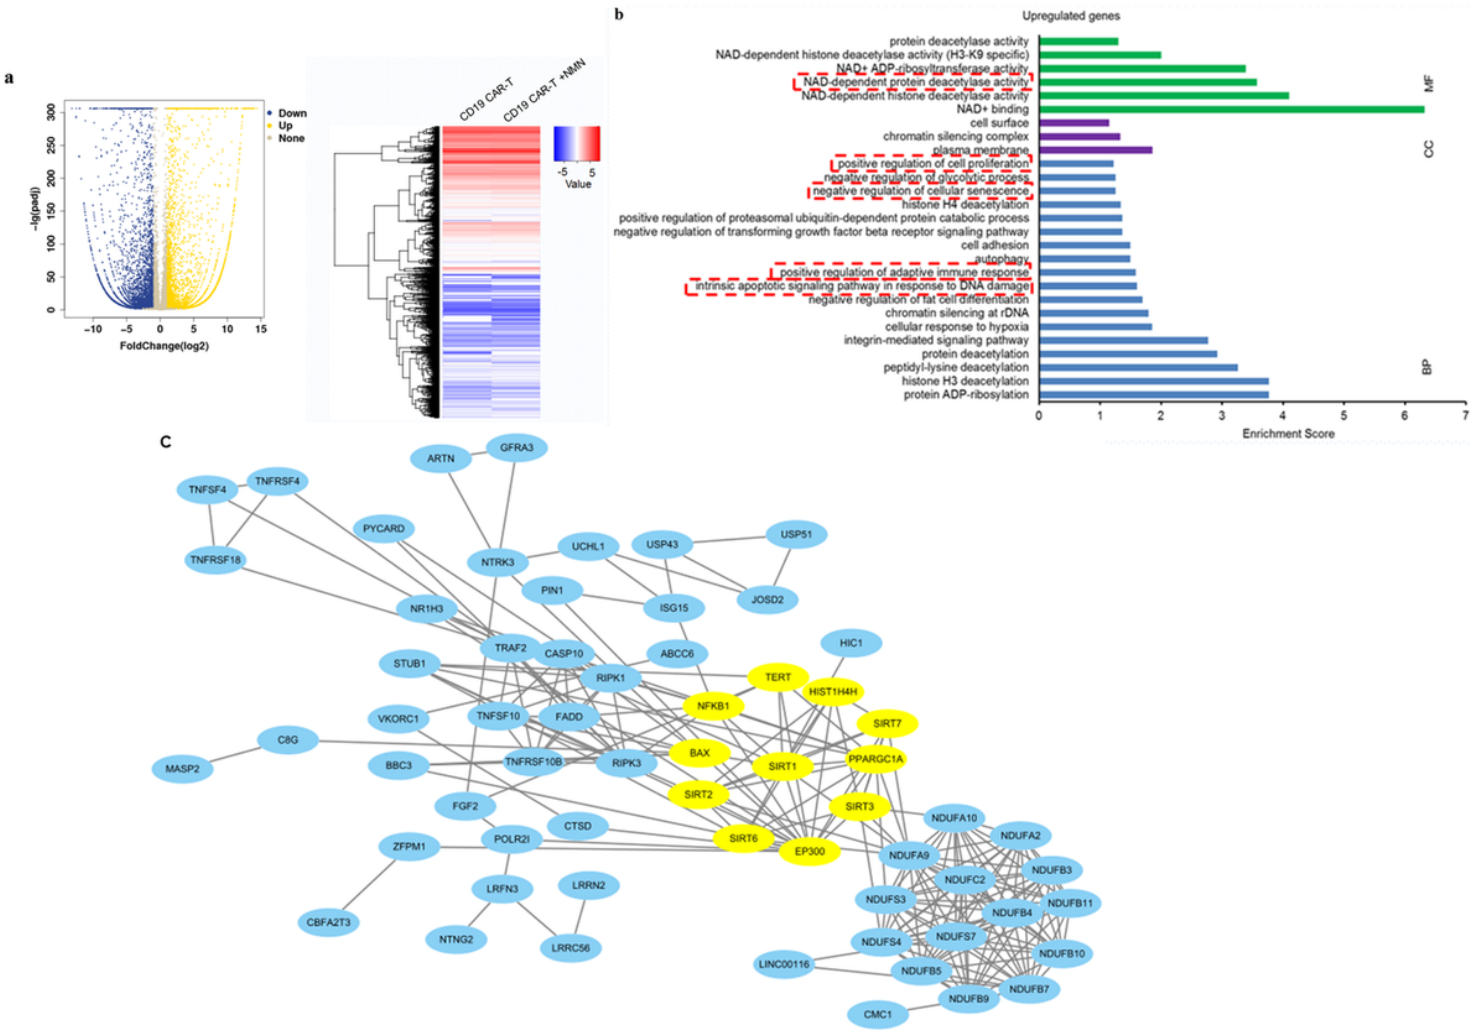 a
300
250
200
150
100
50
0
-lg(padj)
-10
-5
0
5
10
15
FoldChange(log2)
Down
Up
None
CD19 CAR-T
CD19 CAR-T +NMN
-5
5
Value
b
Upregulated genes
protein deacetylase activity
NAD-dependent histone deacetylase activity (H3-K9 specific)
NAD+ ADP-ribosyltransferase activity
NAD-dependent protein deacetylase activity
NAD-dependent histone deacetylase activity
NAD+ binding
cell surface
chromatin silencing complex
plasma membrane
positive regulation of cell proliferation
negative regulation of glycolytic process
negative regulation of cellular senescence
histone H4 deacetylation
positive regulation of proteasomal ubiquitin-dependent protein catabolic process
negative regulation of transforming growth factor beta receptor signaling pathway
cell adhesion
autophagy
positive regulation of adaptive immune response
intrinsic apoptotic signaling pathway in response to DNA damage
negative regulation of fat cell differentiation
chromatin silencing at rDNA
cellular response to hypoxia
integrin-mediated signaling pathway
protein deacetylation
peptidyl-lysine deacetylation
histone H3 deacetylation
protein ADP-ribosylation
MF
CC
BP
0
1
2
3
4
5
6
7
Enrichment Score
C
ARTN
GFRA3
TNFSF4
TNFRSF4
PYCARD
TNFRSF18
NTRK3
UCHL1
USP43
USP51
PIN1
ISG15
JOSD2
NR1H3
TRAF2
CASP10
ABCC6
HIC1
STUB1
RIPK1
TERT
HIST1H4H
NFKB1
VKORC1
TNFSF10
FADD
SIRT7
C8G
MASP2
BBC3
TNFRSF10B
RIPK3
BAX
SIRT1
PPARGC1A
SIRT2
SIRT3
FGF2
CTSD
POLR2I
SIRT6
EP300
ZFPM1
NDUFA10
NDUFA2
NDUFA9
NDUFB3
NDUFC2
LRFN3
LRRN2
NDUFS3
NDUFB11
NDUFB4
CBFA2T3
NTNG2
LRRC56
NDUFS4
NDUFS7
NDUFB10
LINC00116
NDUFB5
NDUFB7
NDUFB9
CMC1